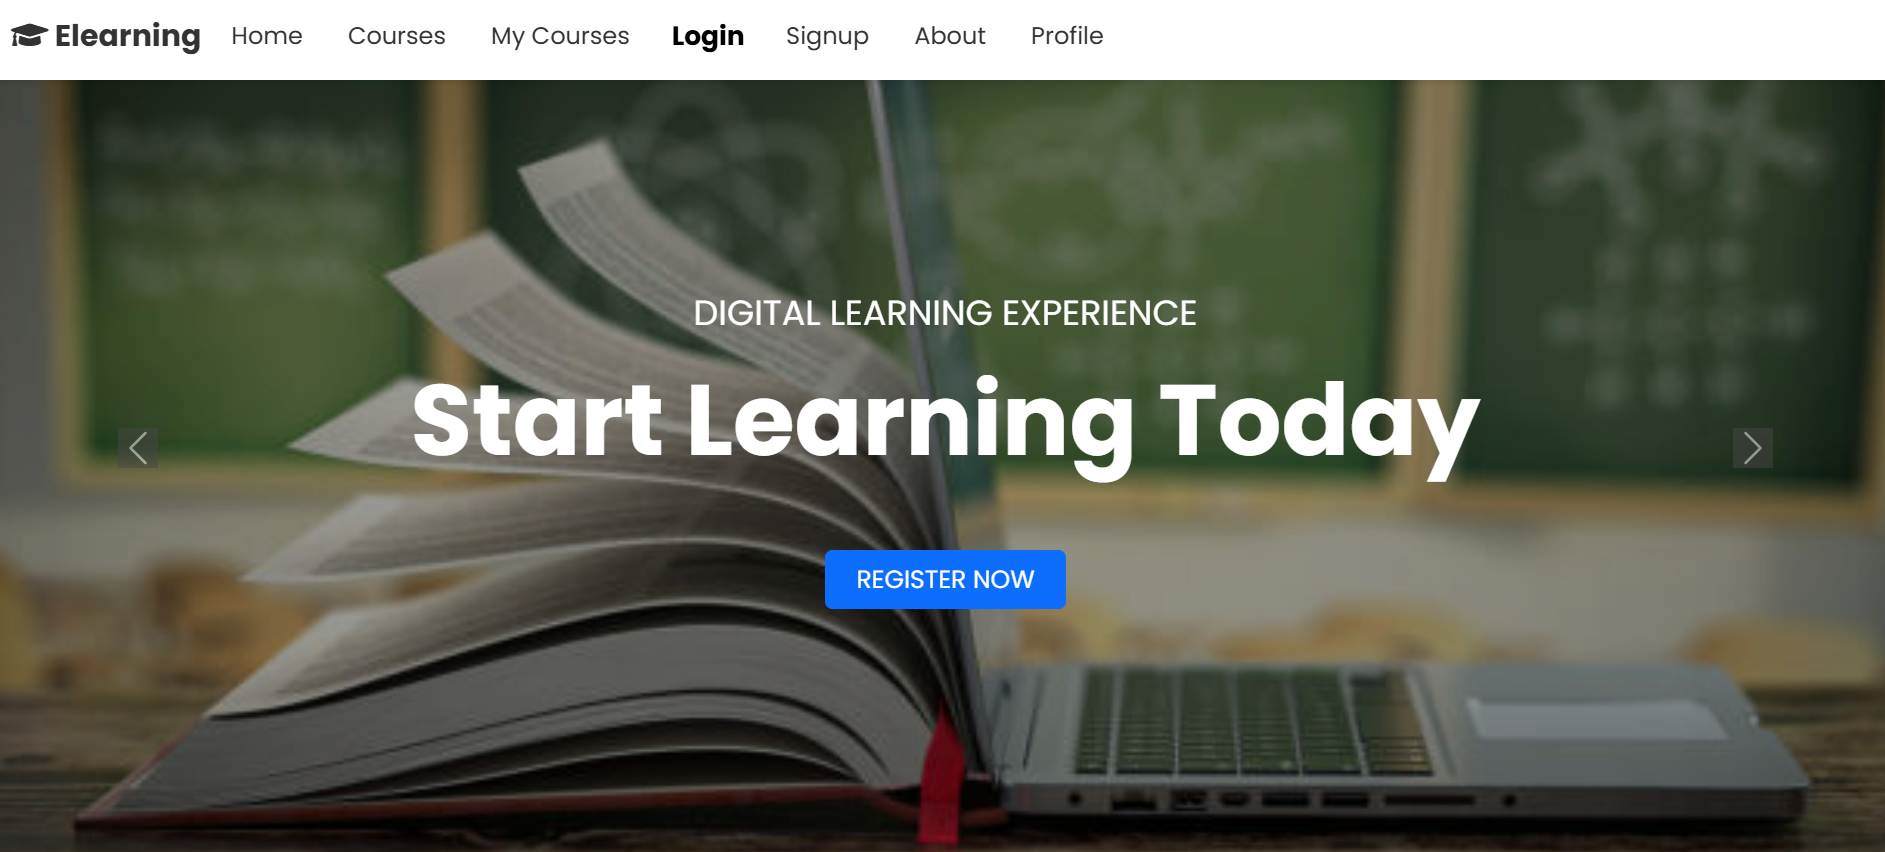 Elearning Home Courses My Courses Login Signup About Profile
DIGITAL LEARNING EXPERIENCE
Start Learning Today
REGISTER NOW